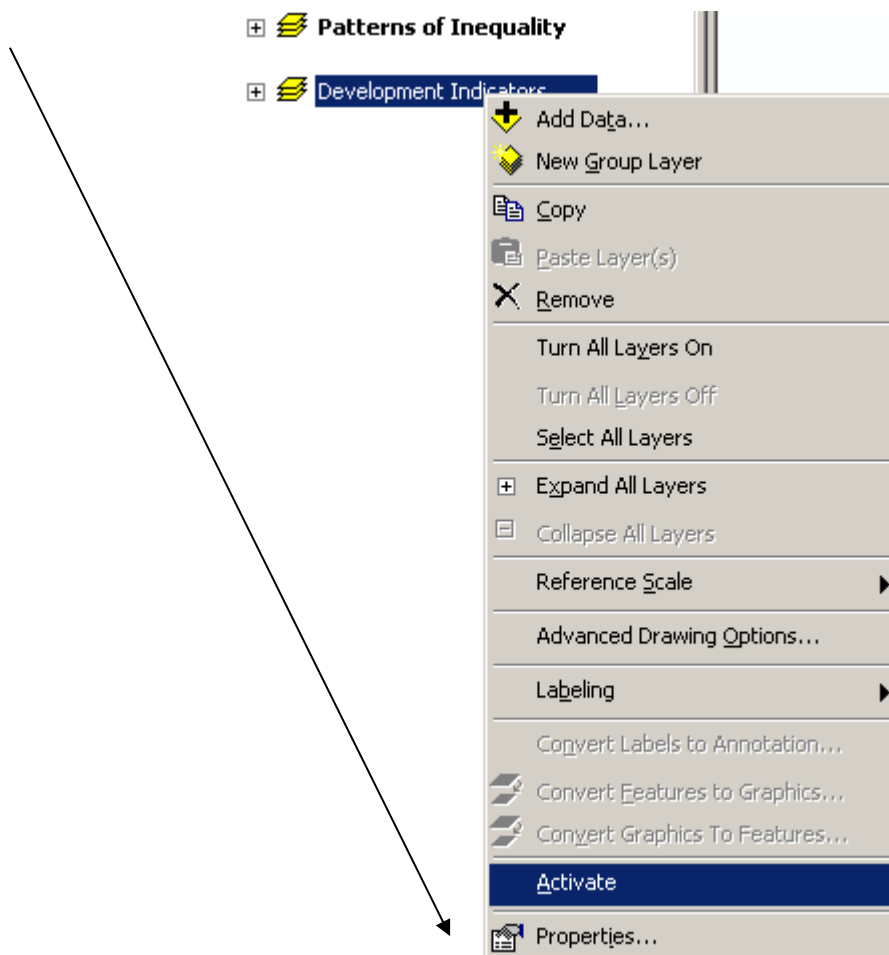 Patterns of Inequality
Development Indicators
Add Data...
New Group Layer
Copy
Paste Layer(s)
Remove
Turn All Layers On
Turn All Layers Off
Select All Layers
Expand All Layers
Collapse All Layers
Reference Scale
Advanced Drawing Options...
Labeling
Convert Labels to Annotation...
Convert Features to Graphics...
Convert Graphics To Features...
Activate
Properties...